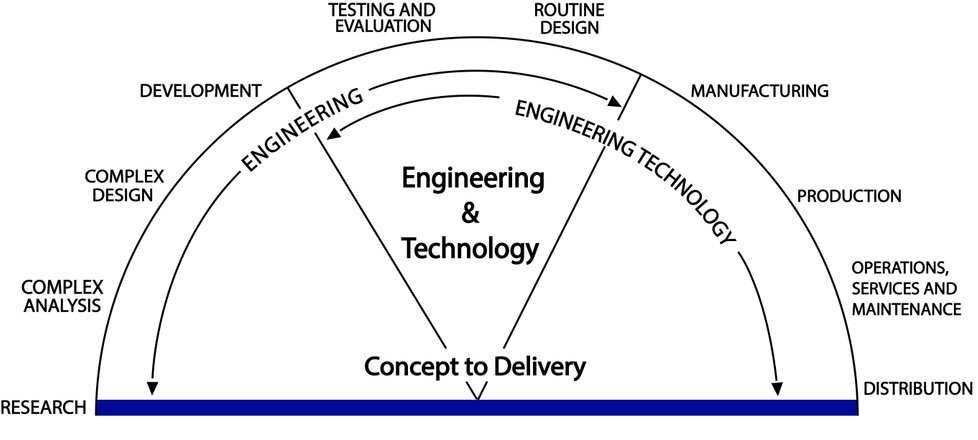 TESTING AND
EVALUATION
ROUTINE
DESIGN
DEVELOPMENT
MANUFACTURING
ENGINEERING
ENGINEERING TECHNOLOGY
COMPLEX
DESIGN
Engineering
&
Technology
PRODUCTION
COMPLEX
ANALYSIS
OPERATIONS,
SERVICES AND
MAINTENANCE
Concept to Delivery
RESEARCH
DISTRIBUTION